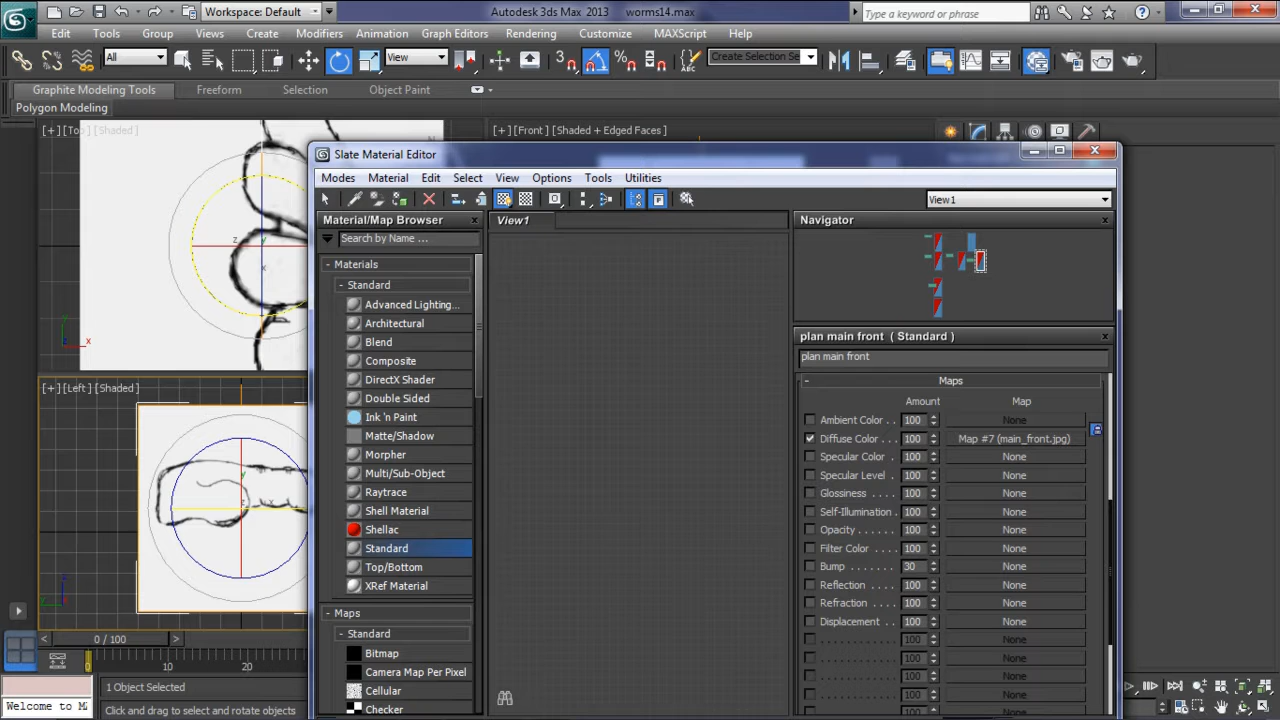 Workspace: Default
Autodesk 3ds Max 2013 worms14.max
Type a keyword or phrase
Edit Tools Group Views Create Modifiers Animation Graph Editors Rendering Customize MAXScript Help
All View Create Selection Se
Graphite Modeling Tools Freeform Selection Object Paint
Polygon Modeling
[+][Top][Shaded]
[+][Front][Shaded + Edged Faces]
Slate Material Editor
Modes Material Edit Select View Options Tools Utilities
View1
Material/Map Browser
View1
Navigator
Search by Name ...
- Materials
- Standard
Advanced Lighting...
Architectural
Blend
Composite
DirectX Shader
Double Sided
Ink 'n Paint
Matte/Shadow
Morpher
Multi/Sub-Object
Raytrace
Shell Material
Shellac
Standard
Top/Bottom
XRef Material
- Maps
- Standard
Bitmap
Camera Map Per Pixel
Cellular
Checker
plan main front ( Standard )
plan main front
- Maps
Amount Map
Ambient Color . . 100 None
Diffuse Color . . . 100 Map #7 (main_front.jpg)
Specular Color . . 100 None
Specular Level . . 100 None
Glossiness . . . . 100 None
Self-Illumination . 100 None
Opacity . . . . . . 100 None
Filter Color . . . . 100 None
Bump . . . . . . . 30 None
Reflection . . . . 100 None
Refraction . . . . 100 None
Displacement . . . 100 None
. . . . . . . . . . . 100 None
. . . . . . . . . . . 100 None
. . . . . . . . . . . 100 None
. . . . . . . . . . . 100 None
. . . . . . . . . . . 100 None
z y x
y x
[+][Left][Shaded]
y z x
z y
< 0 / 100 >
0 10 20
1 Object Selected
Welcome to M
Click and drag to select and rotate objects